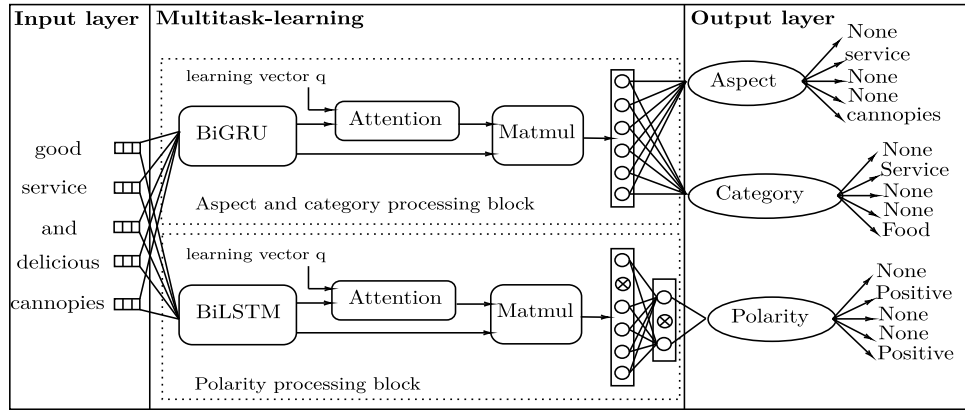 Input layer
Multitask-learning
Output layer
good
service
and
delicious
cannopies
learning vector q
BiGRU
Attention
Matmul
Aspect and category processing block
learning vector q
BiLSTM
Attention
Matmul
Polarity processing block
Aspect
None
service
None
None
cannopies
Category
None
Service
None
None
Food
Polarity
None
Positive
None
None
Positive